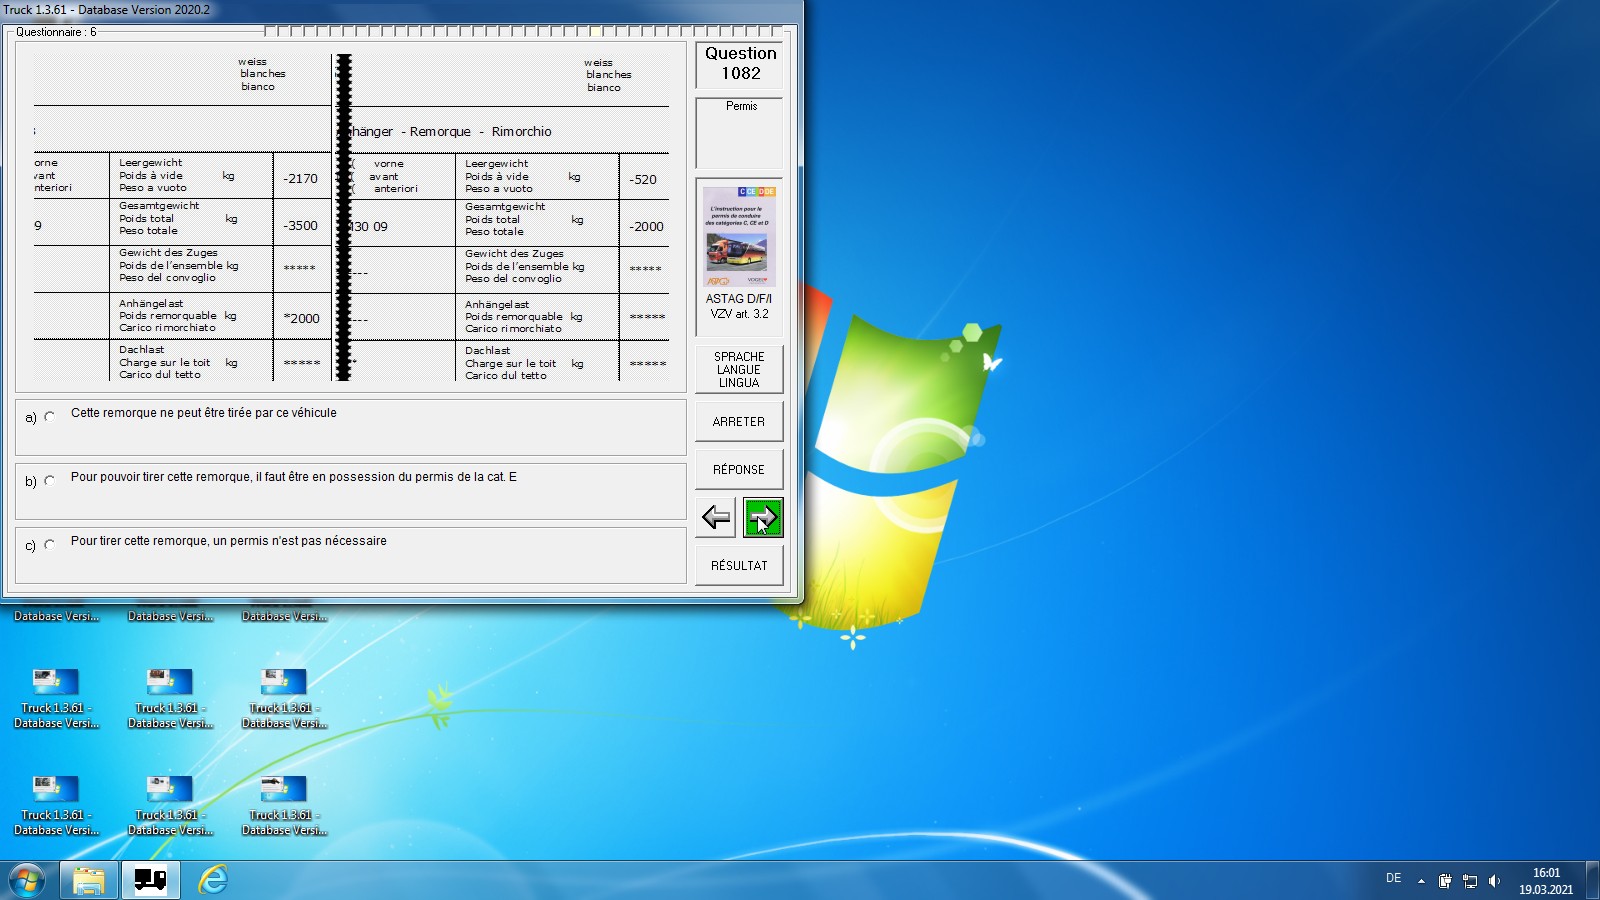 Truck 1.3.61 - Database Version 2020.2
Questionnaire : 6
weiss
blanches
bianco
weiss
blanches
bianco
hänger - Remorque - Rimorchio
orne
vant
nteriori
Leergewicht
Poids à vide kg
Peso a vuoto
-2170
( vorne
( avant
( anteriori
Leergewicht
Poids à vide kg
Peso a vuoto
-520
9
Gesamtgewicht
Poids total kg
Peso totale
-3500
430 09
Gesamtgewicht
Poids total kg
Peso totale
-2000
Gewicht des Zuges
Poids de l'ensemble kg
Peso del convoglio
*****
---
Gewicht des Zuges
Poids de l'ensemble kg
Peso del convoglio
*****
Anhängelast
Poids remorquable kg
Carico rimorchiato
*2000
---
Anhängelast
Poids remorquable kg
Carico rimorchiato
*****
Dachlast
Charge sur le toit kg
Carico dul tetto
*****
*
Dachlast
Charge sur le toit kg
Carico dul tetto
*****
a) Cette remorque ne peut être tirée par ce véhicule
b) Pour pouvoir tirer cette remorque, il faut être en possession du permis de la cat. E
c) Pour tirer cette remorque, un permis n'est pas nécessaire
Question
1082
Permis
C CE D DE
L'instruction pour le
permis de conduire
des catégories C, CE et D
ASTAG D/F/I
VZV art. 3.2
SPRACHE
LANGUE
LINGUA
ARRETER
RÉPONSE
RÉSULTAT
Database Versi...
Database Versi...
Database Versi...
Truck 1.3.61 -
Database Versi...
Truck 1.3.61 -
Database Versi...
Truck 1.3.61 -
Database Versi...
Truck 1.3.61 -
Database Versi...
Truck 1.3.61 -
Database Versi...
Truck 1.3.61 -
Database Versi...
DE
16:01
19.03.2021